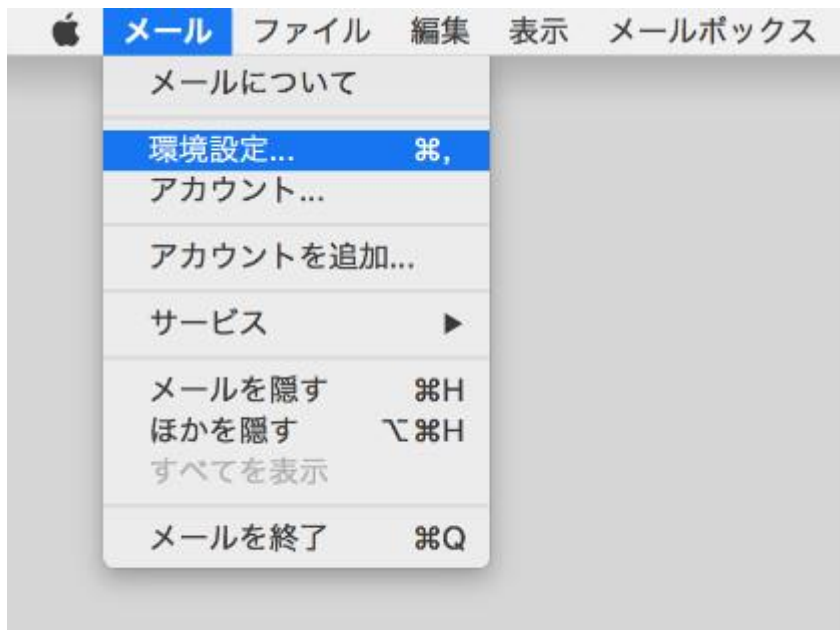 メール ファイル 編集 表示 メールボックス
メールについて
環境設定... ⌘,
アカウント...
アカウントを追加...
サービス ▶
メールを隠す ⌘H
ほかを隠す ⌥⌘H
すべてを表示
メールを終了 ⌘Q